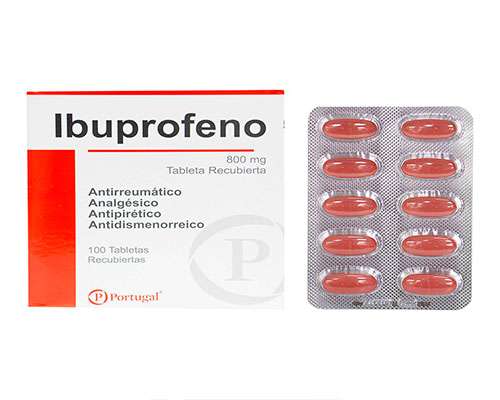 Ibuprofeno
800 mg
Tableta Recubierta
Antirreumático
Analgésico
Antipirético
Antidismenorreico
100 Tabletas
Recubiertas
P
P Portugal®